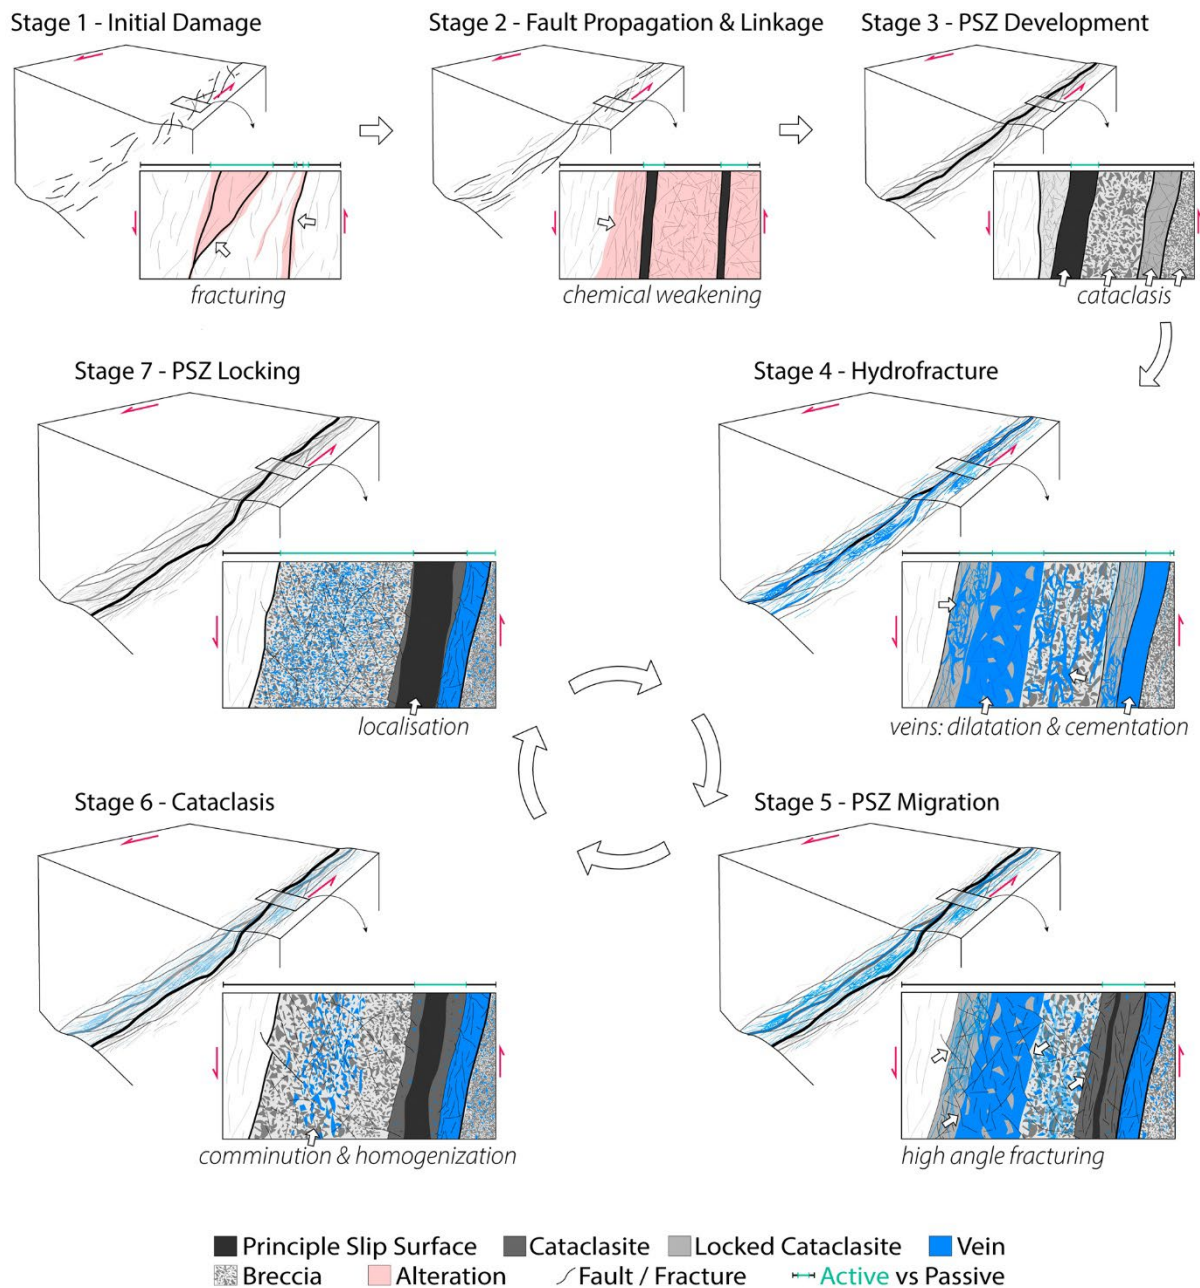 Stage 1 - Initial Damage
Stage 2 - Fault Propagation & Linkage
Stage 3 - PSZ Development
fracturing
chemical weakening
cataclasis
Stage 7 - PSZ Locking
Stage 4 - Hydrofracture
localisation
veins: dilatation & cementation
Stage 6 - Cataclasis
Stage 5 - PSZ Migration
comminution & homogenization
high angle fracturing
Principle Slip Surface
Cataclasite
Locked Cataclasite
Vein
Breccia
Alteration
Fault / Fracture
Active vs Passive